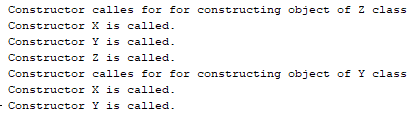 Constructor calles for for constructing object of Z class
Constructor X is called.
Constructor Y is called.
Constructor Z is called.
Constructor calles for for constructing object of Y class
Constructor X is called.
Constructor Y is called.